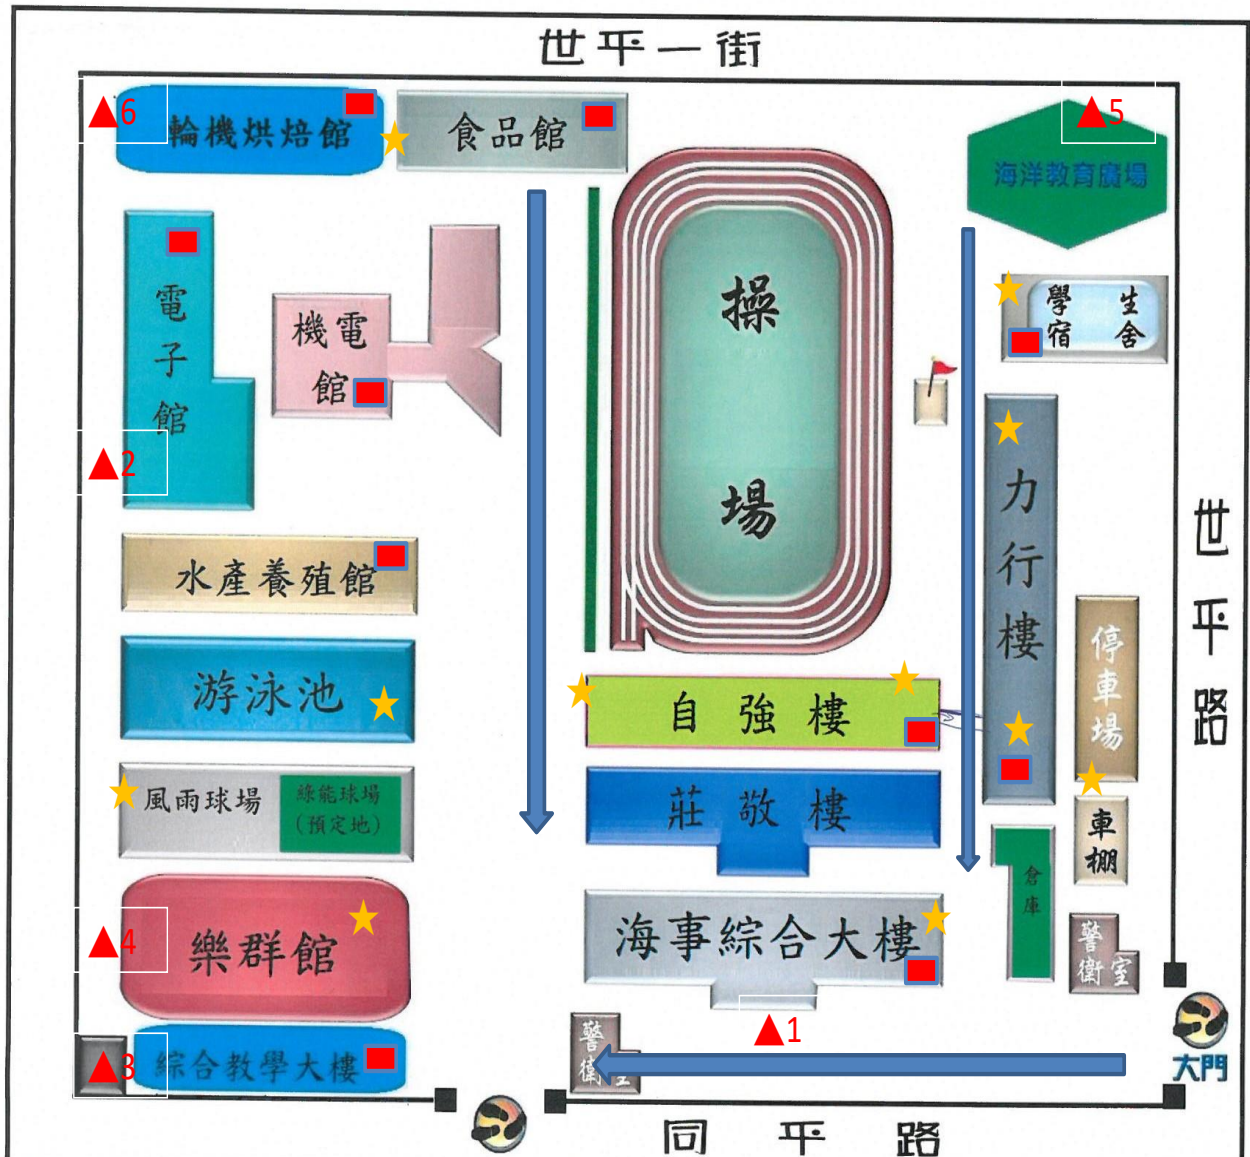 世平一街
▲6
輪機烘焙館
食品館
▲5
海洋教育廣場
電子館
機電館
操場
學生宿舍
力行樓
世平路
▲2
水產養殖館
游泳池
停車場
自強樓
風雨球場
綠能球場
(預定地)
莊敬樓
車棚
倉庫
▲4
樂群館
海事綜合大樓
警衛室
▲1
▲3
綜合教學大樓
警衛室
大門
同平路